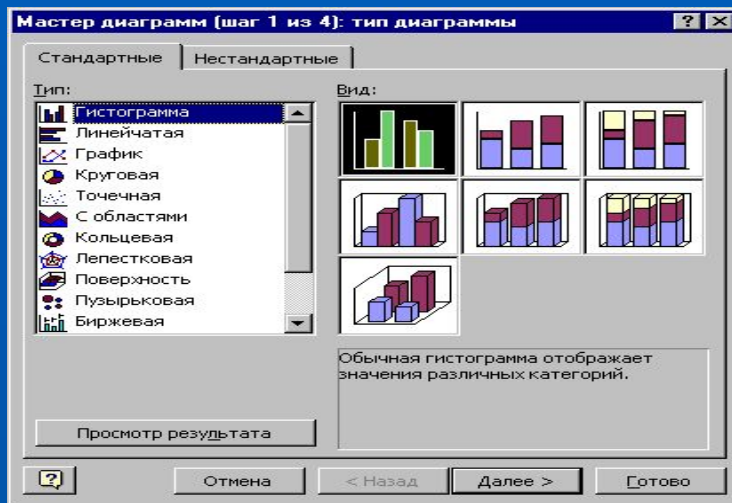 Мастер диаграмм (шаг 1 из 4): тип диаграммы
Стандартные
Нестандартные
Тип:
Вид:
Гистограмма
Линейчатая
График
Круговая
Точечная
С областями
Кольцевая
Лепестковая
Поверхность
Пузырьковая
Биржевая
Обычная гистограмма отображает
значения различных категорий.
Просмотр результата
Отмена
< Назад
Далее >
Готово